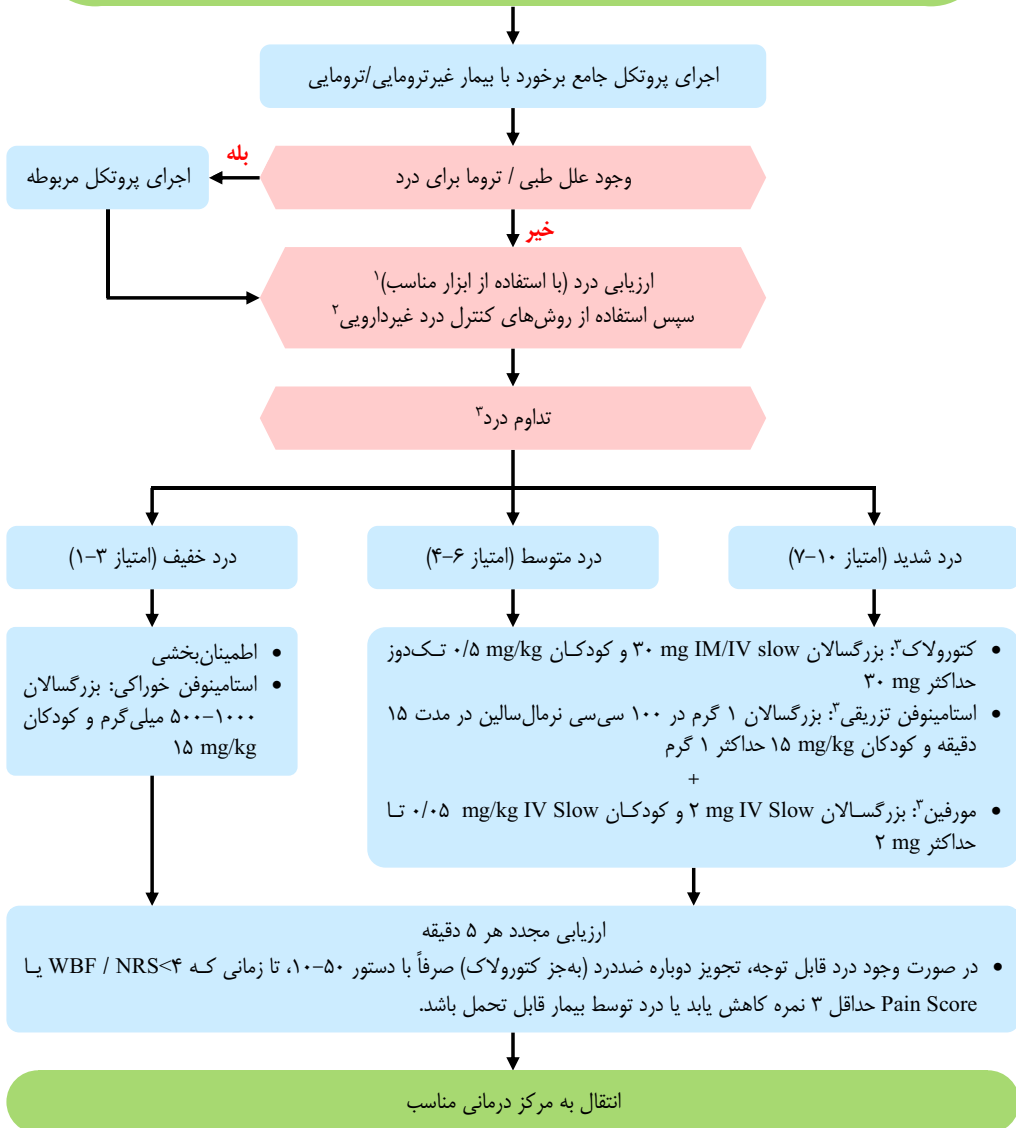 اجرای پروتکل جامع برخورد با بیمار غیرترومایی/ترومایی
وجود علل طبی / تروما برای درد
بله
اجرای پروتکل مربوطه
خیر
ارزیابی درد (با استفاده از ابزار مناسب)۱
سپس استفاده از روش‌های کنترل درد غیردارویی۲
تداوم درد۳
درد شدید (امتیاز ۱۰–۷)
درد متوسط (امتیاز ۶–۴)
درد خفیف (امتیاز ۳–۱)
• کتورولاک۳: بزرگسالان ۳۰ mg IM/IV slow و کودکـان ۰/۵ mg/kg تـک‌دوز
حداکثر ۳۰ mg
• استامینوفن تزریقی۳: بزرگسالان ۱ گرم در ۱۰۰ سی‌سی نرمال‌سالین در مدت ۱۵
دقیقه و کودکان ۱۵ mg/kg حداکثر ۱ گرم
+
• مورفین۳: بزرگسـالان ۲ mg IV Slow و کودکـان ۰/۰۵ mg/kg IV Slow تـا
حداکثر ۲ mg
• اطمینان‌بخشی
• استامینوفن خوراکی: بزرگسالان
۱۰۰۰–۵۰۰ میلی‌گرم و کودکان
۱۵ mg/kg
ارزیابی مجدد هر ۵ دقیقه
• در صورت وجود درد قابل توجه، تجویز دوباره ضددرد (به‌جز کتورولاک) صرفاً با دستور ۵۰–۱۰، تا زمانی کـه WBF / NRS<۴ یـا
Pain Score حداقل ۳ نمره کاهش یابد یا درد توسط بیمار قابل تحمل باشد.
انتقال به مرکز درمانی مناسب